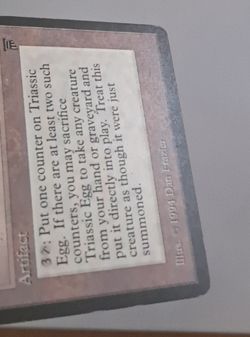 Artifact
3 : Put one counter on Triassic
Egg. If there are at least two such
counters, you may sacrifice
Triassic Egg to take any creature
from your hand or graveyard and
put it directly into play. Treat this
creature as though it were just
summoned.
Illus. © 1994 Dan Frazier